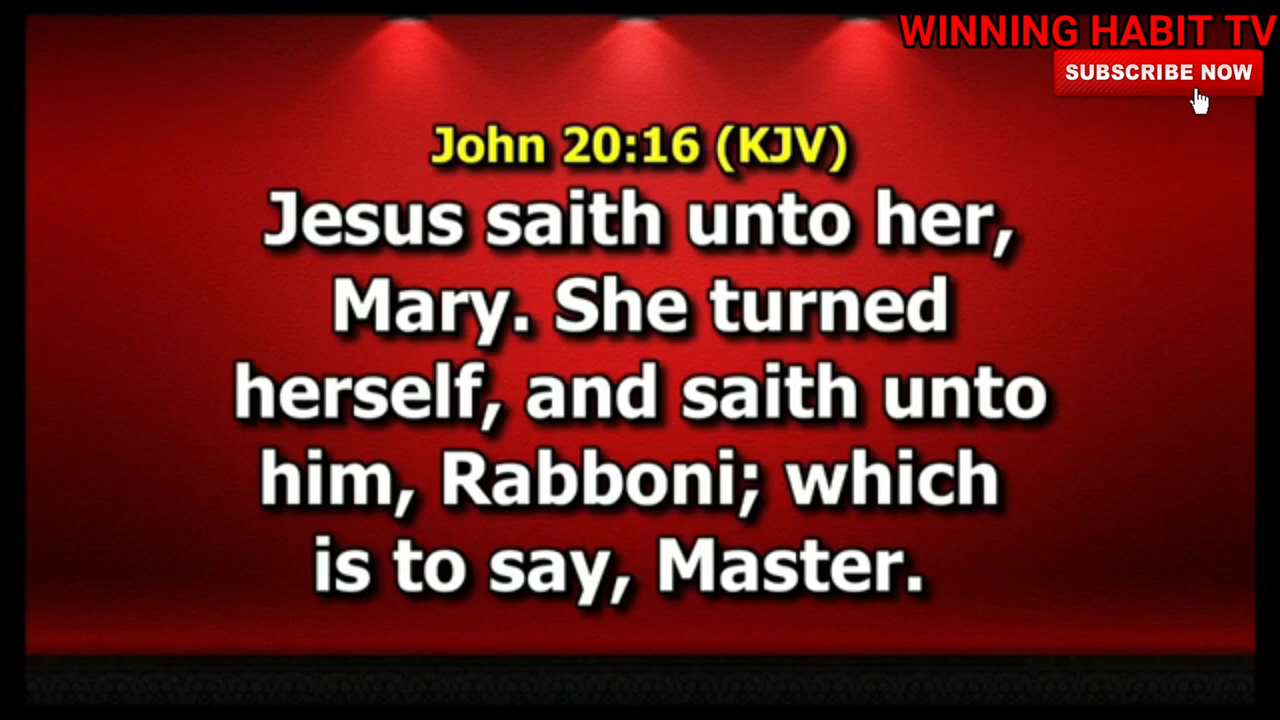 WINNING HABIT TV
SUBSCRIBE NOW
John 20:16 (KJV)
Jesus saith unto her,
Mary. She turned
herself, and saith unto
him, Rabboni; which
is to say, Master.